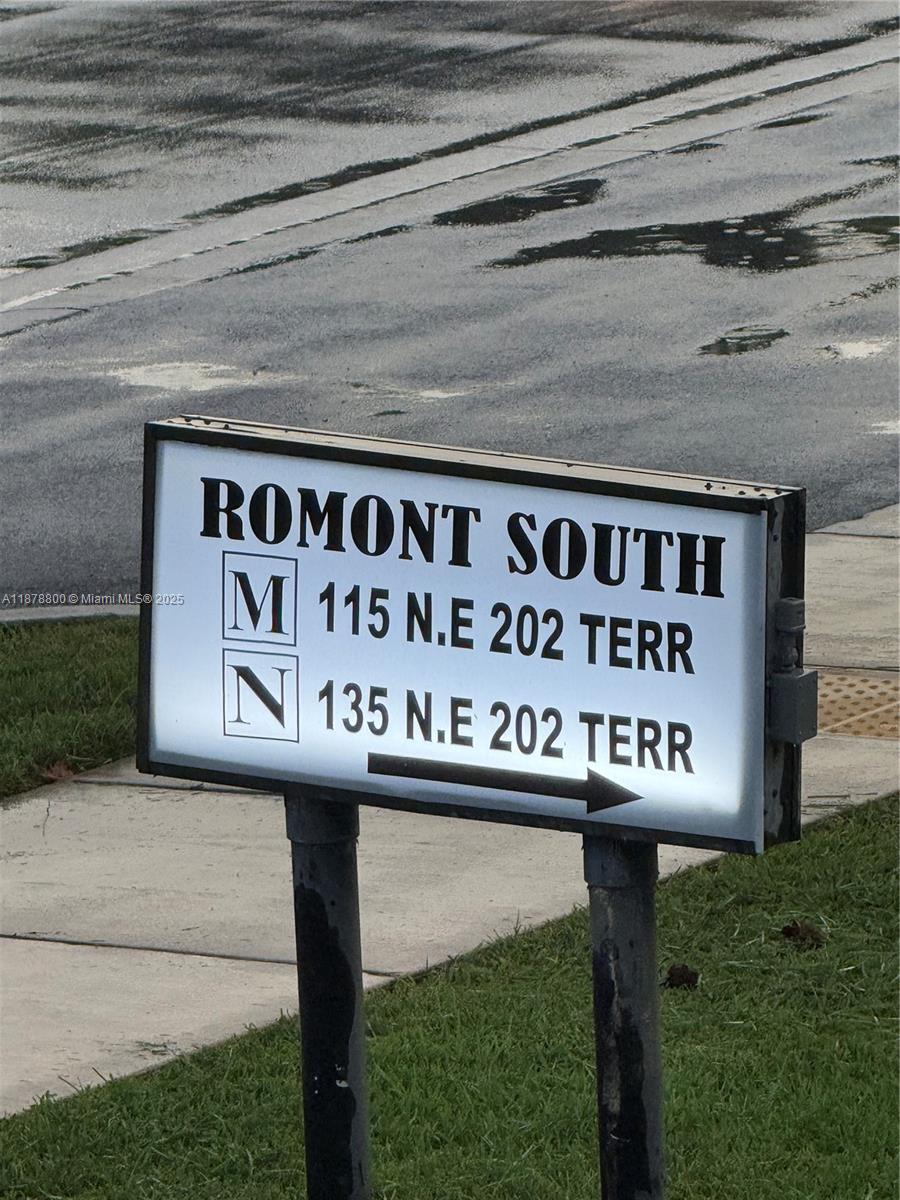 ROMONT SOUTH
M 115 N.E 202 TERR
N 135 N.E 202 TERR
A11878800 © Miami MLS® 2025